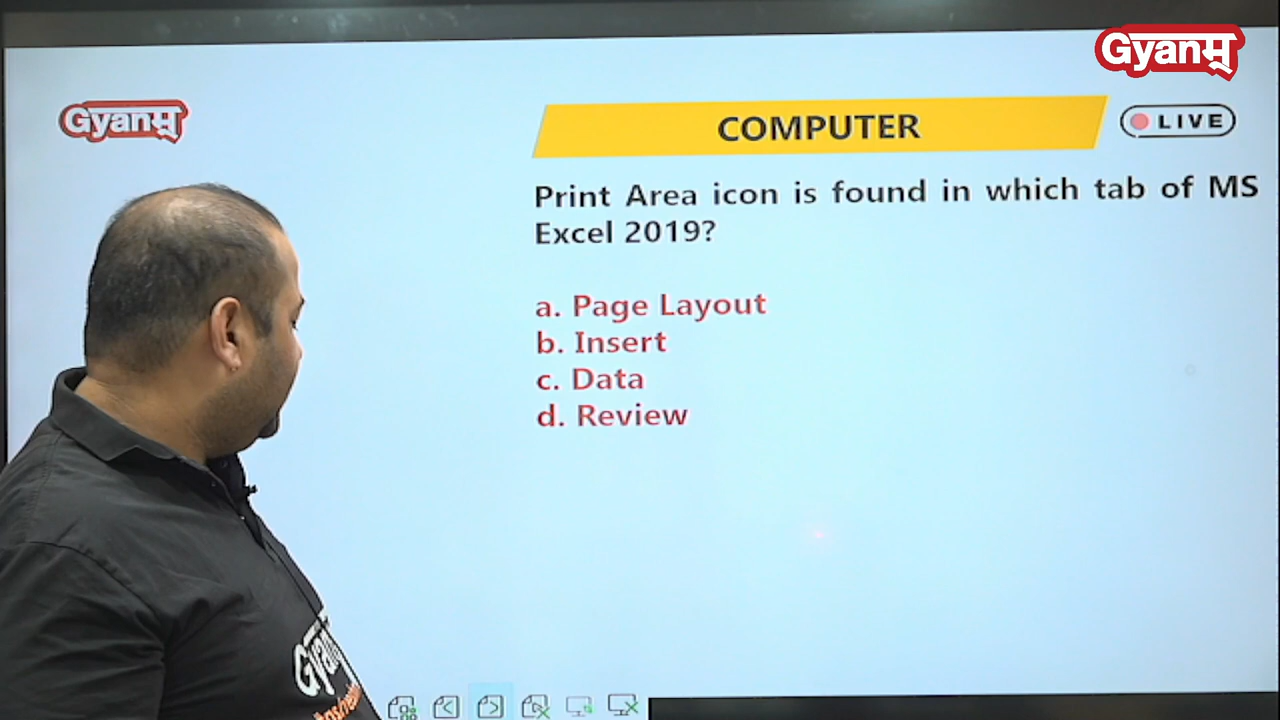 Gyanम्
Gyanम्
COMPUTER
LIVE
Print Area icon is found in which tab of MS
Excel 2019?
a. Page Layout
b. Insert
c. Data
d. Review
Gyan